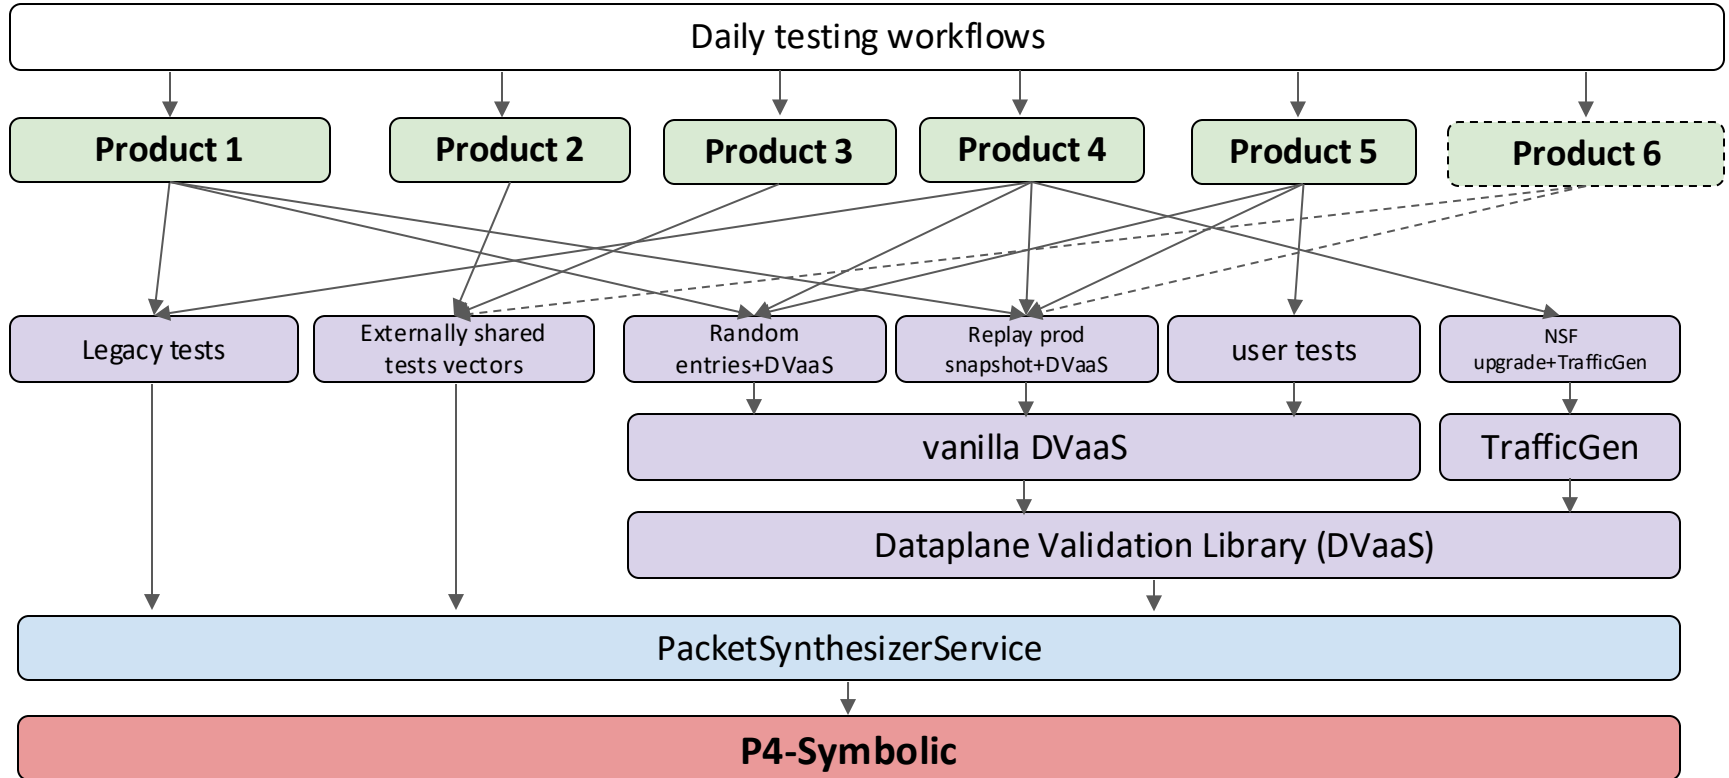 Daily testing workflows
Product 1
Product 2
Product 3
Product 4
Product 5
Product 6
Legacy tests
Externally shared
tests vectors
Random
entries+DVaaS
Replay prod
snapshot+DVaaS
user tests
NSF
upgrade+TrafficGen
vanilla DVaaS
TrafficGen
Dataplane Validation Library (DVaaS)
PacketSynthesizerService
P4-Symbolic